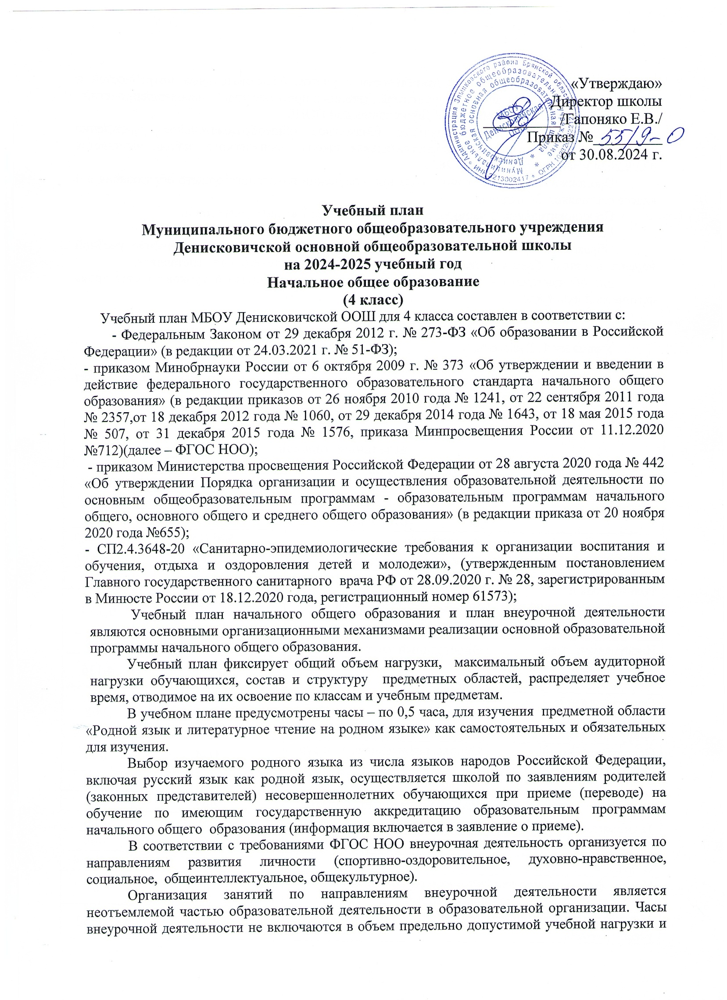 «Утверждаю»
Директор школы
/Гапоняко Е.В./
Приказ № 55/9-О
от 30.08.2024 г.
Администрация Злынковского района Брянской области
ИНН 3213002417 * ОГРН
Муниципальное бюджетное общеобразовательное учреждение *
Денисковичская основная общеобразовательная школа *
МБОУ
Денисковичская
ООШ
Учебный план
Муниципального бюджетного общеобразовательного учреждения
Денисковичской основной общеобразовательной школы
на 2024-2025 учебный год
Начальное общее образование
(4 класс)
Учебный план МБОУ Денисковичской ООШ для 4 класса составлен в соответствии с:
- Федеральным Законом от 29 декабря 2012 г. № 273-ФЗ «Об образовании в Российской
Федерации» (в редакции от 24.03.2021 г. № 51-ФЗ);
- приказом Минобрнауки России от 6 октября 2009 г. № 373 «Об утверждении и введении в
действие федерального государственного образовательного стандарта начального общего
образования» (в редакции приказов от 26 ноября 2010 года № 1241, от 22 сентября 2011 года
№ 2357,от 18 декабря 2012 года № 1060, от 29 декабря 2014 года № 1643, от 18 мая 2015 года
№ 507, от 31 декабря 2015 года № 1576, приказа Минпросвещения России от 11.12.2020
№712)(далее – ФГОС НОО);
- приказом Министерства просвещения Российской Федерации от 28 августа 2020 года № 442
«Об утверждении Порядка организации и осуществления образовательной деятельности по
основным общеобразовательным программам - образовательным программам начального
общего, основного общего и среднего общего образования» (в редакции приказа от 20 ноября
2020 года №655);
- СП2.4.3648-20 «Санитарно-эпидемиологические требования к организации воспитания и
обучения, отдыха и оздоровления детей и молодежи», (утвержденным постановлением
Главного государственного санитарного врача РФ от 28.09.2020 г. № 28, зарегистрированным
в Минюсте России от 18.12.2020 года, регистрационный номер 61573);
Учебный план начального общего образования и план внеурочной деятельности
являются основными организационными механизмами реализации основной образовательной
программы начального общего образования.
Учебный план фиксирует общий объем нагрузки, максимальный объем аудиторной
нагрузки обучающихся, состав и структуру предметных областей, распределяет учебное
время, отводимое на их освоение по классам и учебным предметам.
В учебном плане предусмотрены часы – по 0,5 часа, для изучения предметной области
«Родной язык и литературное чтение на родном языке» как самостоятельных и обязательных
для изучения.
Выбор изучаемого родного языка из числа языков народов Российской Федерации,
включая русский язык как родной язык, осуществляется школой по заявлениям родителей
(законных представителей) несовершеннолетних обучающихся при приеме (переводе) на
обучение по имеющим государственную аккредитацию образовательным программам
начального общего образования (информация включается в заявление о приеме).
В соответствии с требованиями ФГОС НОО внеурочная деятельность организуется по
направлениям развития личности (спортивно-оздоровительное, духовно-нравственное,
социальное, общеинтеллектуальное, общекультурное).
Организация занятий по направлениям внеурочной деятельности является
неотъемлемой частью образовательной деятельности в образовательной организации. Часы
внеурочной деятельности не включаются в объем предельно допустимой учебной нагрузки и